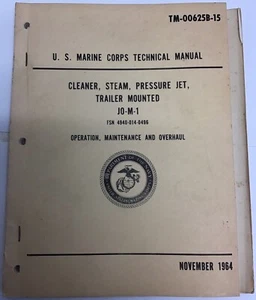 TM-00625B-15
U. S. MARINE CORPS TECHNICAL MANUAL
CLEANER, STEAM, PRESSURE JET,
TRAILER MOUNTED
JO-M-1
FSN 4940-014-0496
OPERATION, MAINTENANCE AND OVERHAUL
NOVEMBER 1964